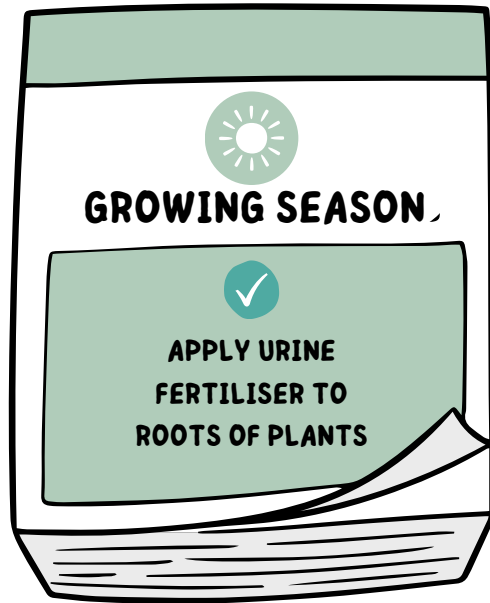 GROWING SEASON
APPLY URINE
FERTILISER TO
ROOTS OF PLANTS